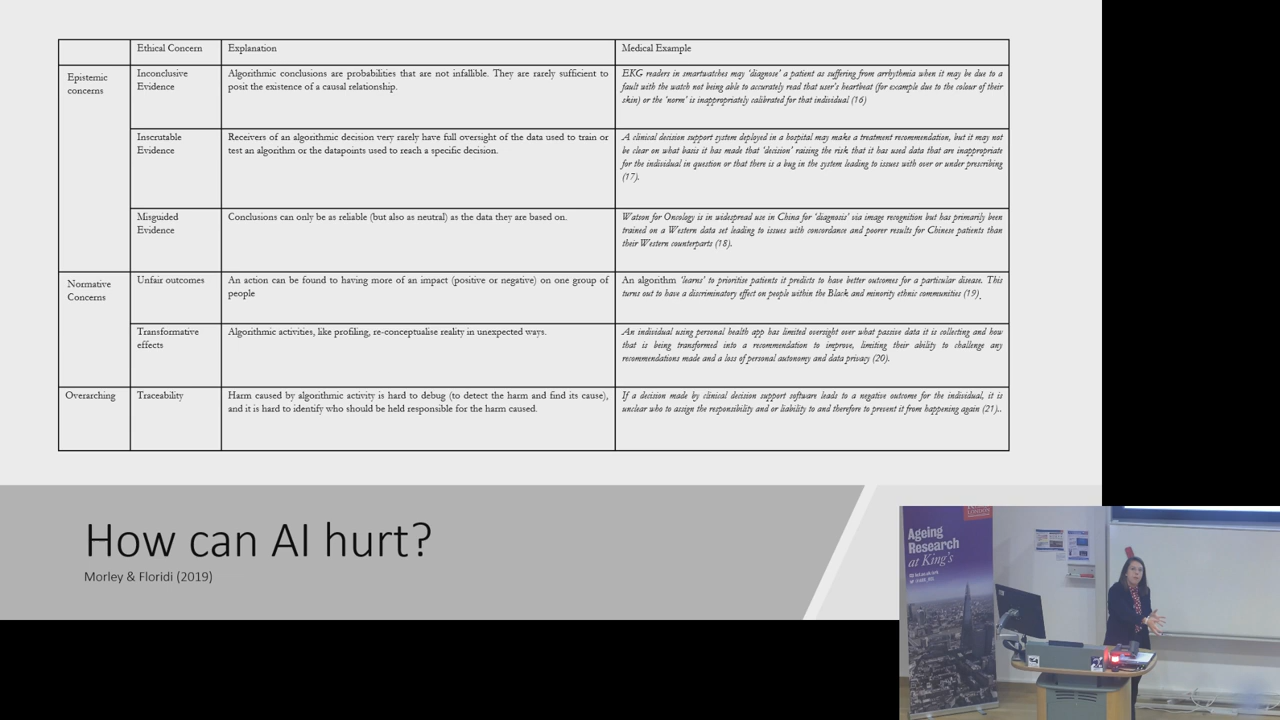 Ethical Concern
Explanation
Medical Example
Epistemic
concerns
Inconclusive
Evidence
Algorithmic conclusions are probabilities that are not infallible. They are rarely sufficient to
posit the existence of a causal relationship.
EKG readers in smartwatches may ‘diagnose’ a patient as suffering from arrhythmia when it may be due to a
fault with the watch not being able to accurately read that user’s heartbeat (for example due to the colour of their
skin) or the ‘norm’ is inappropriately calibrated for that individual (16)
Inscrutable
Evidence
Receivers of an algorithmic decision very rarely have full oversight of the data used to train or
test an algorithm or the datapoints used to reach a specific decision.
A clinical decision support system deployed in a hospital may make a treatment recommendation, but it may not
be clear on what basis it has made that ‘decision’ raising the risk that it has used data that are inappropriate
for the individual in question or that there is a bug in the system leading to issues with over or under prescribing
(17).
Misguided
Evidence
Conclusions can only be as reliable (but also as neutral) as the data they are based on.
Watson for Oncology is in widespread use in China for ‘diagnosis’ via image recognition but has primarily been
trained on a Western data set leading to issues with concordance and poorer results for Chinese patients than
their Western counterparts (18).
Normative
Concerns
Unfair outcomes
An action can be found to having more of an impact (positive or negative) on one group of
people
An algorithm ‘learns’ to prioritise patients it predicts to have better outcomes for a particular disease. This
turns out to have a discriminatory effect on people within the Black and minority ethnic communities (19).
Transformative
effects
Algorithmic activities, like profiling, re-conceptualise reality in unexpected ways.
An individual using personal health app has limited oversight over what passive data it is collecting and how
that is being transformed into a recommendation to improve, limiting their ability to challenge any
recommendations made and a loss of personal autonomy and data privacy (20).
Overarching
Traceability
Harm caused by algorithmic activity is hard to debug (to detect the harm and find its cause),
and it is hard to identify who should be held responsible for the harm caused.
If a decision made by clinical decision support software leads to a negative outcome for the individual, it is
unclear who to assign the responsibility and or liability to and therefore to prevent it from happening again (21)..
How can AI hurt?
Morley & Floridi (2019)
LONDON
Ageing
Research
at King's